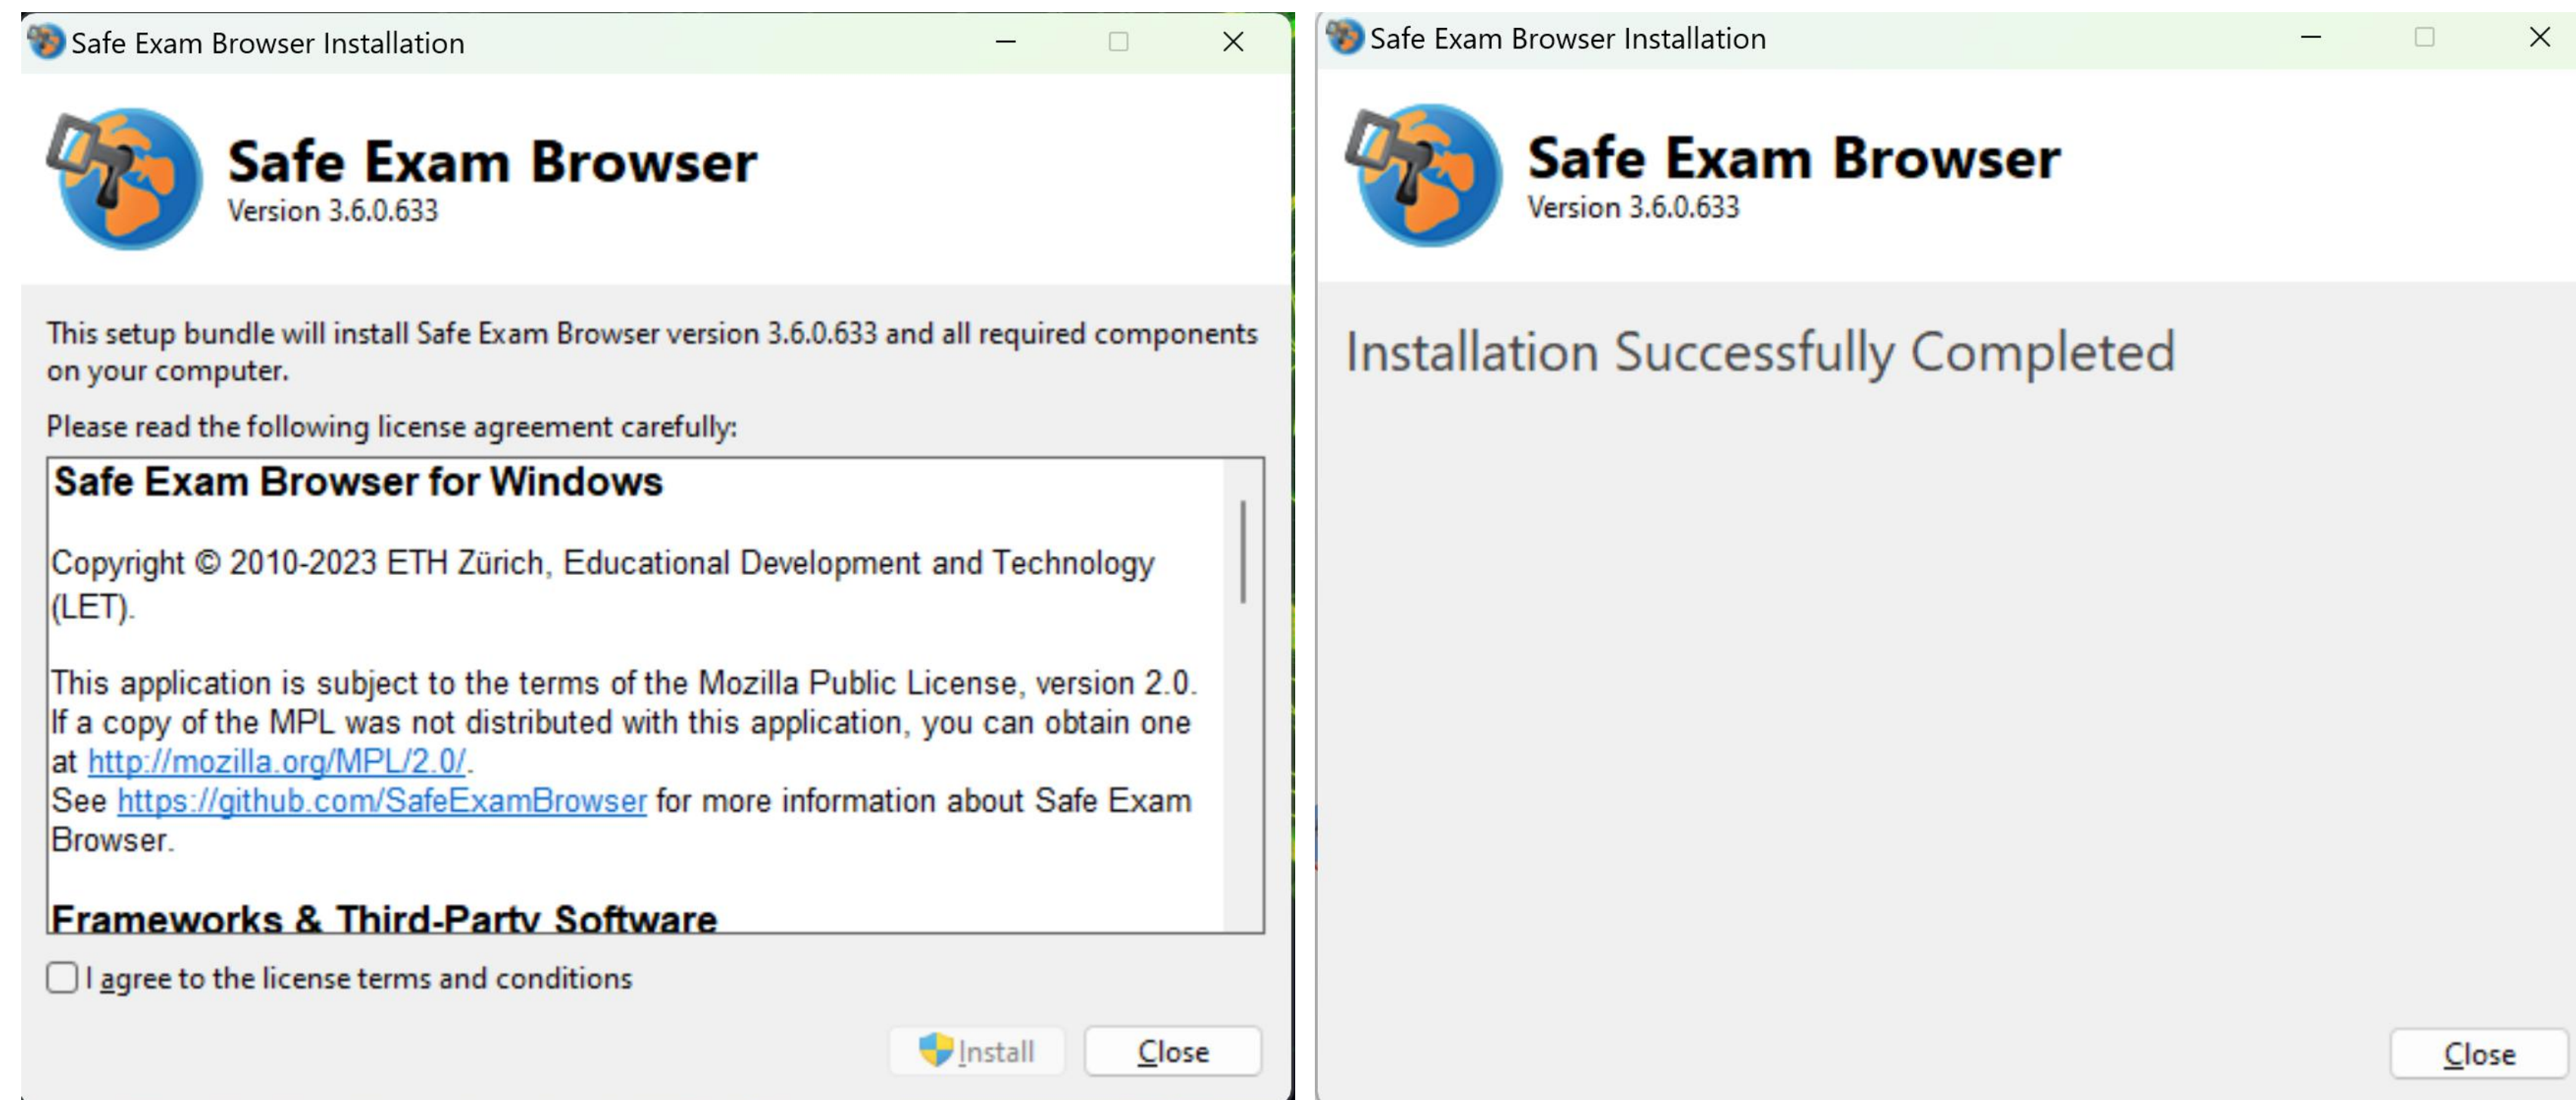 Safe Exam Browser Installation
Safe Exam Browser
Version 3.6.0.633
This setup bundle will install Safe Exam Browser version 3.6.0.633 and all required components
on your computer.
Please read the following license agreement carefully:
Safe Exam Browser for Windows
Copyright © 2010-2023 ETH Zürich, Educational Development and Technology
(LET).
This application is subject to the terms of the Mozilla Public License, version 2.0.
If a copy of the MPL was not distributed with this application, you can obtain one
at http://mozilla.org/MPL/2.0/.
See https://github.com/SafeExamBrowser for more information about Safe Exam
Browser.
Frameworks & Third-Party Software
I agree to the license terms and conditions
Install
Close
Safe Exam Browser Installation
Safe Exam Browser
Version 3.6.0.633
Installation Successfully Completed
Close